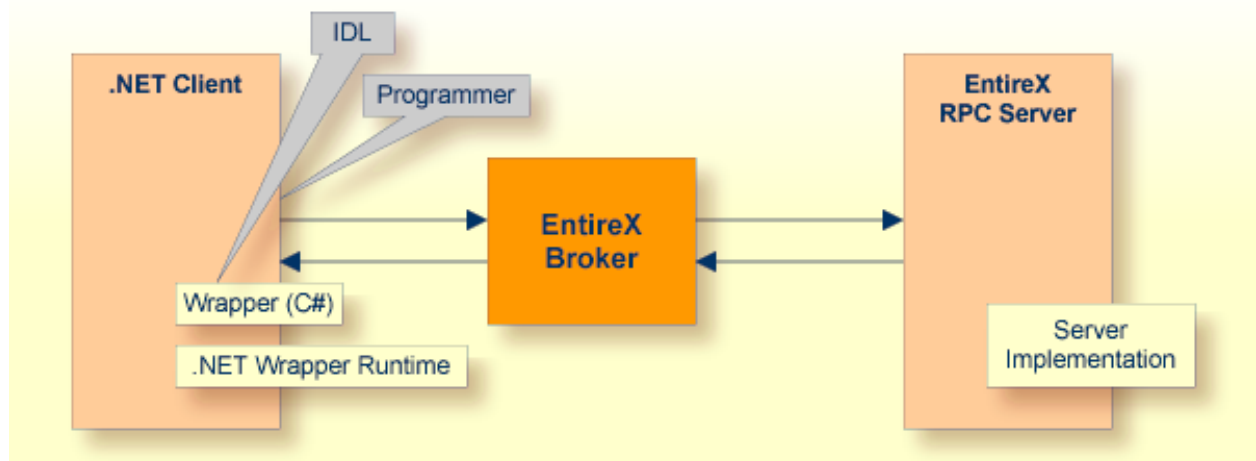 IDL
.NET Client
Programmer
EntireX
RPC Server
EntireX
Broker
Wrapper (C#)
.NET Wrapper Runtime
Server
Implementation